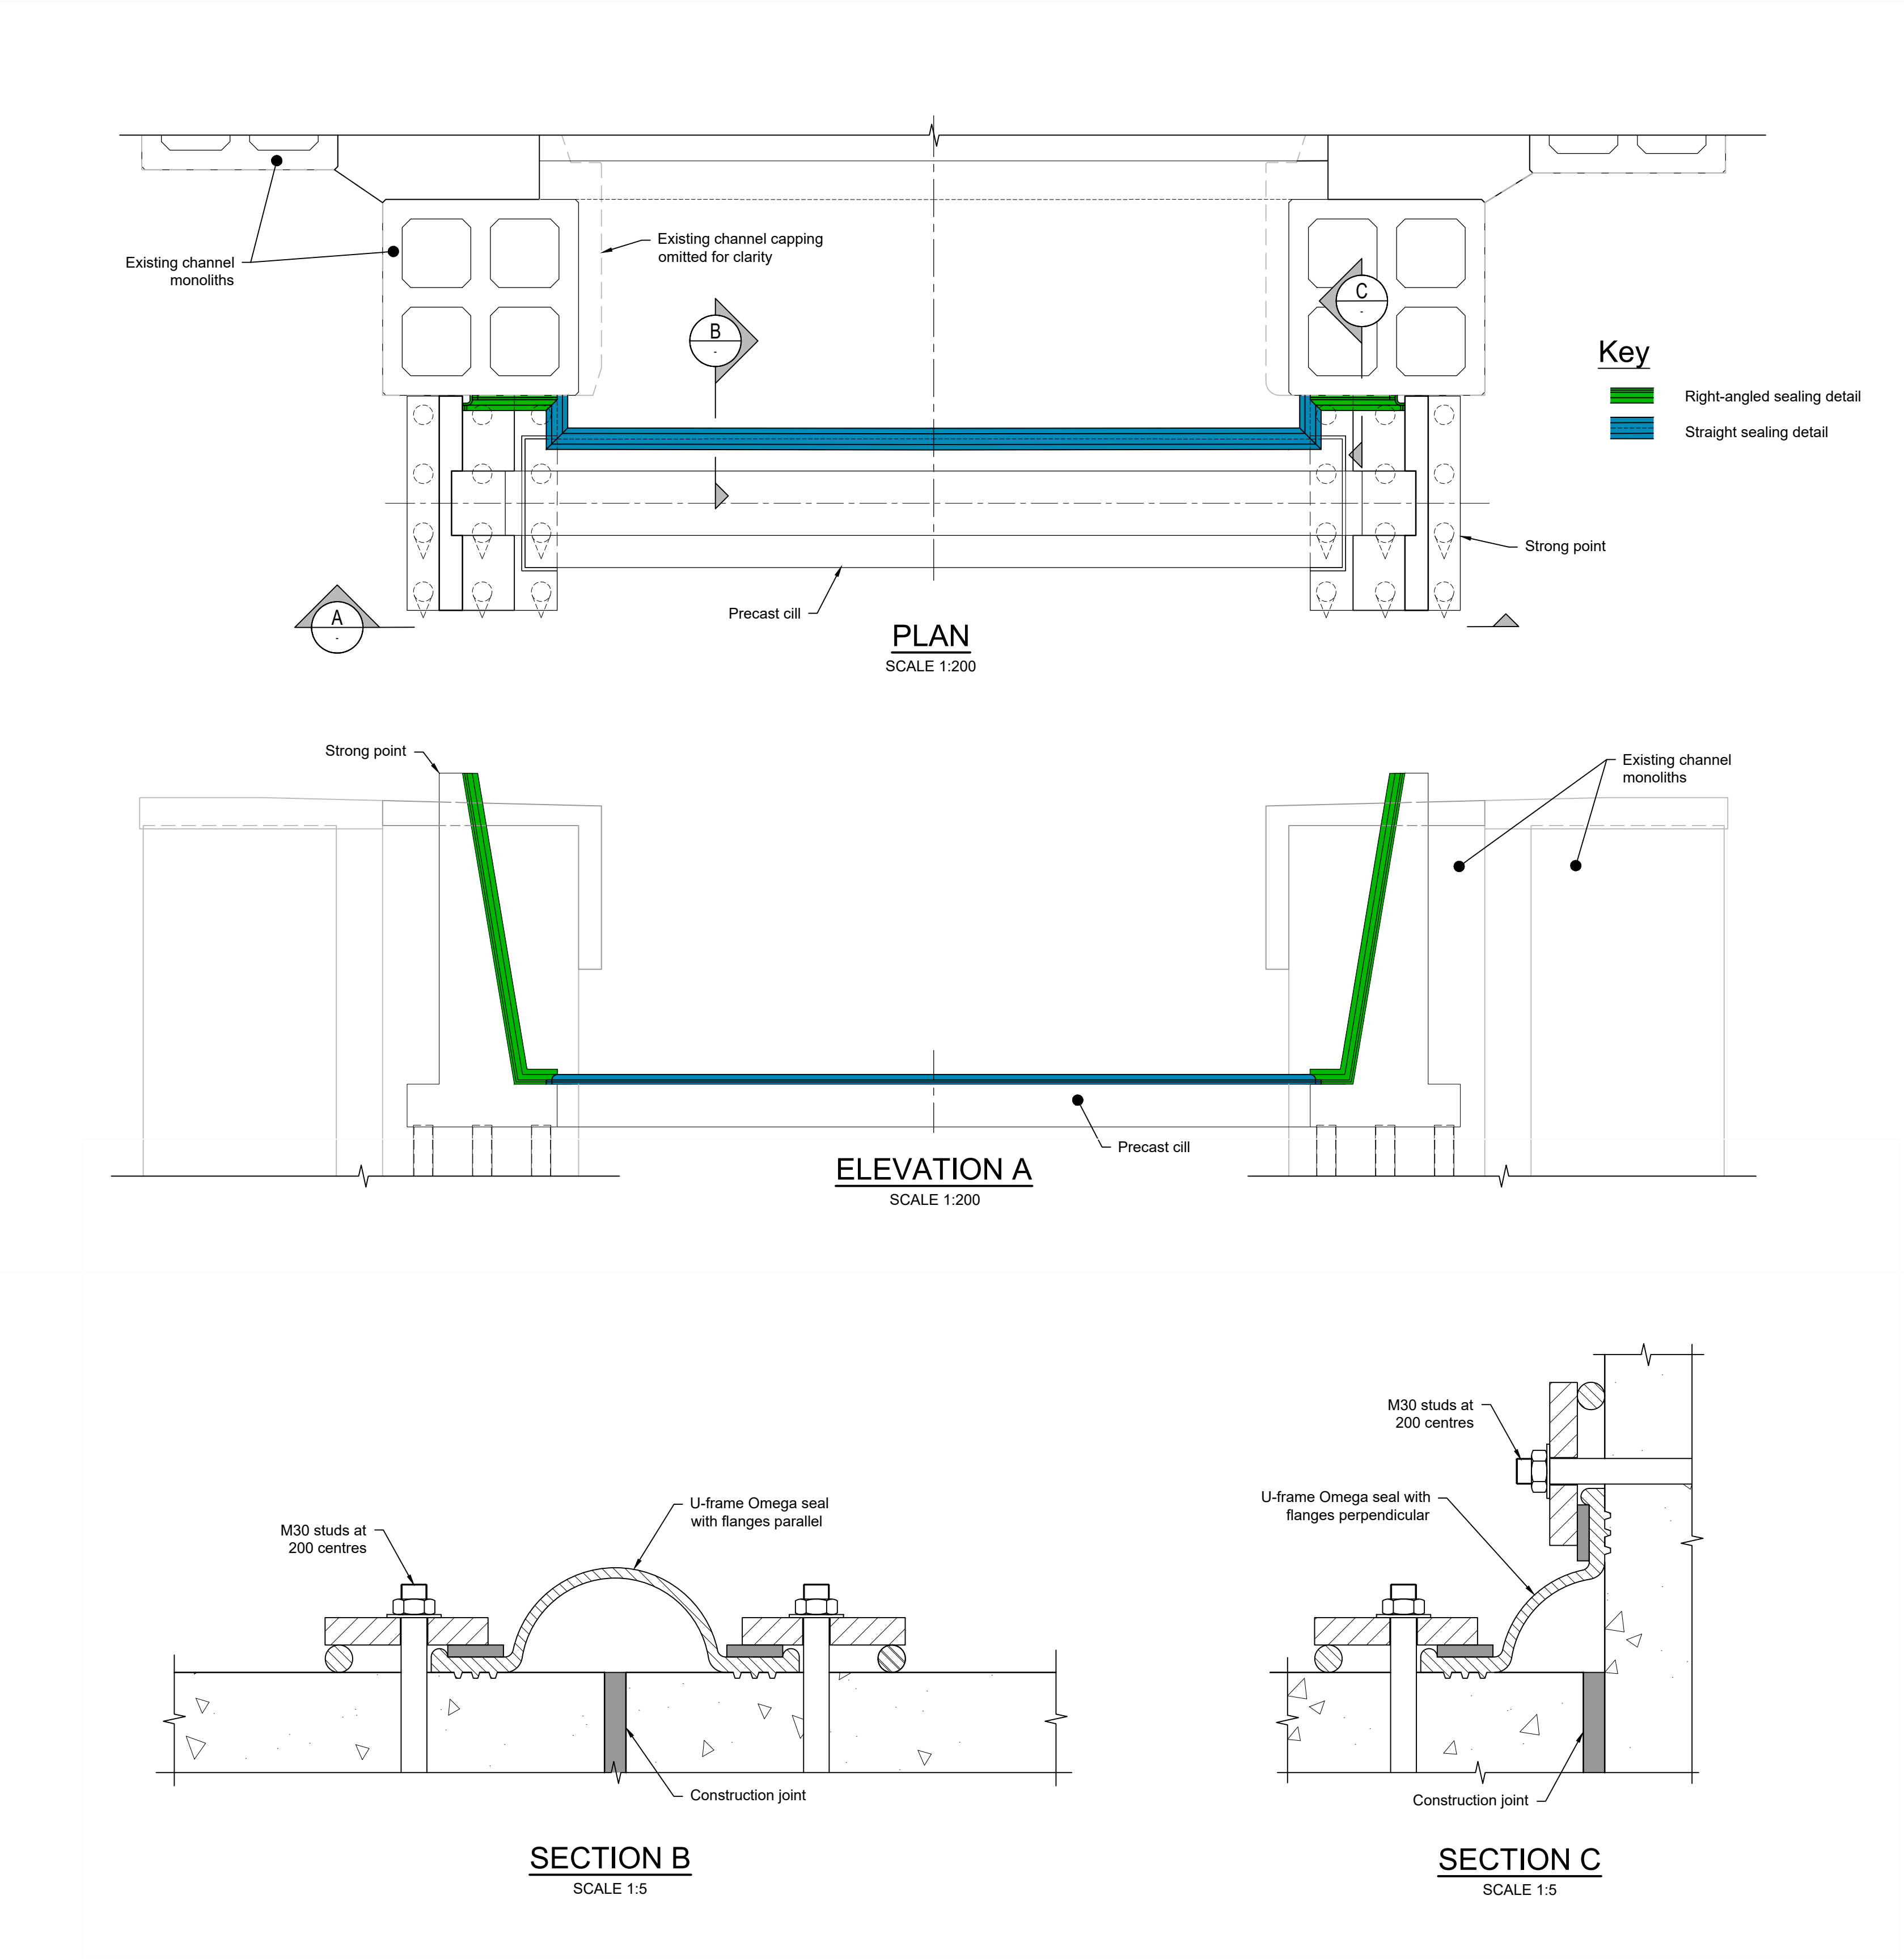 Existing channel capping
omitted for clarity
Existing channel
monoliths
B
-
C
-
Key
Right-angled sealing detail
Straight sealing detail
Strong point
Precast cill
A
-
PLAN
SCALE 1:200
Strong point
Existing channel
monoliths
Precast cill
ELEVATION A
SCALE 1:200
M30 studs at
200 centres
U-frame Omega seal
with flanges parallel
Construction joint
SECTION B
SCALE 1:5
M30 studs at
200 centres
U-frame Omega seal with
flanges perpendicular
Construction joint
SECTION C
SCALE 1:5